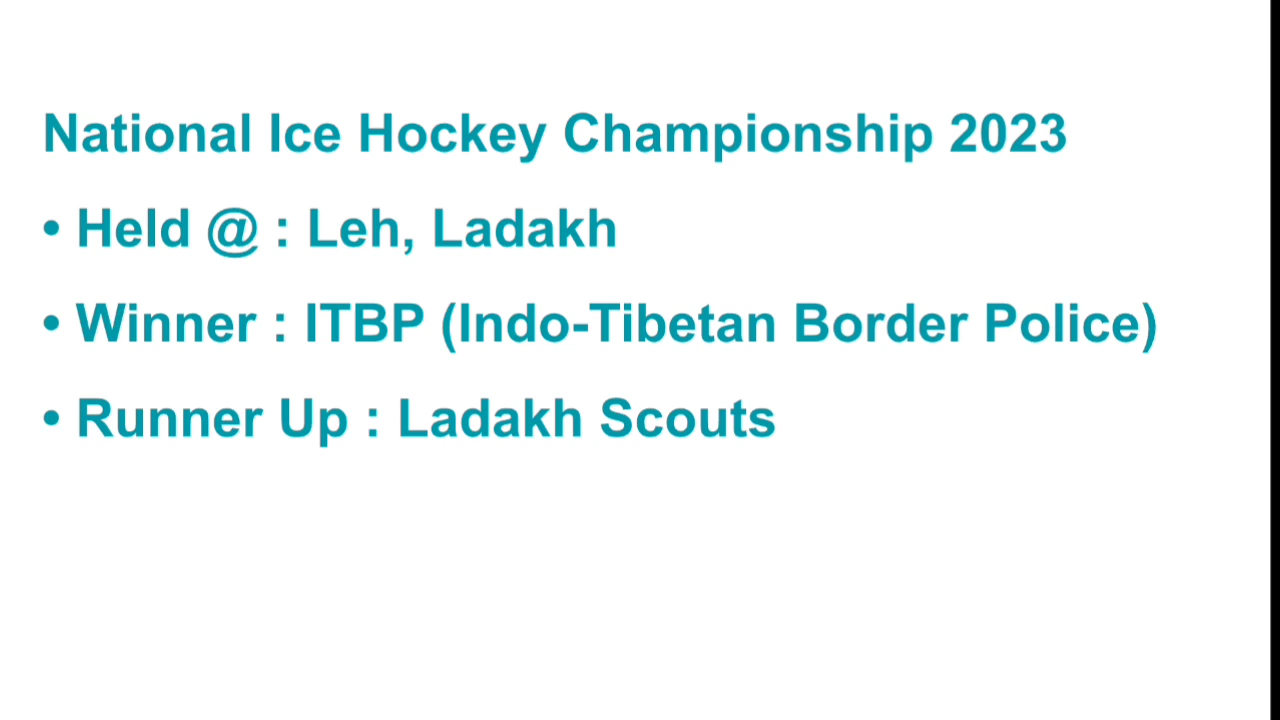 National Ice Hockey Championship 2023
• Held @ : Leh, Ladakh
• Winner : ITBP (Indo-Tibetan Border Police)
• Runner Up : Ladakh Scouts